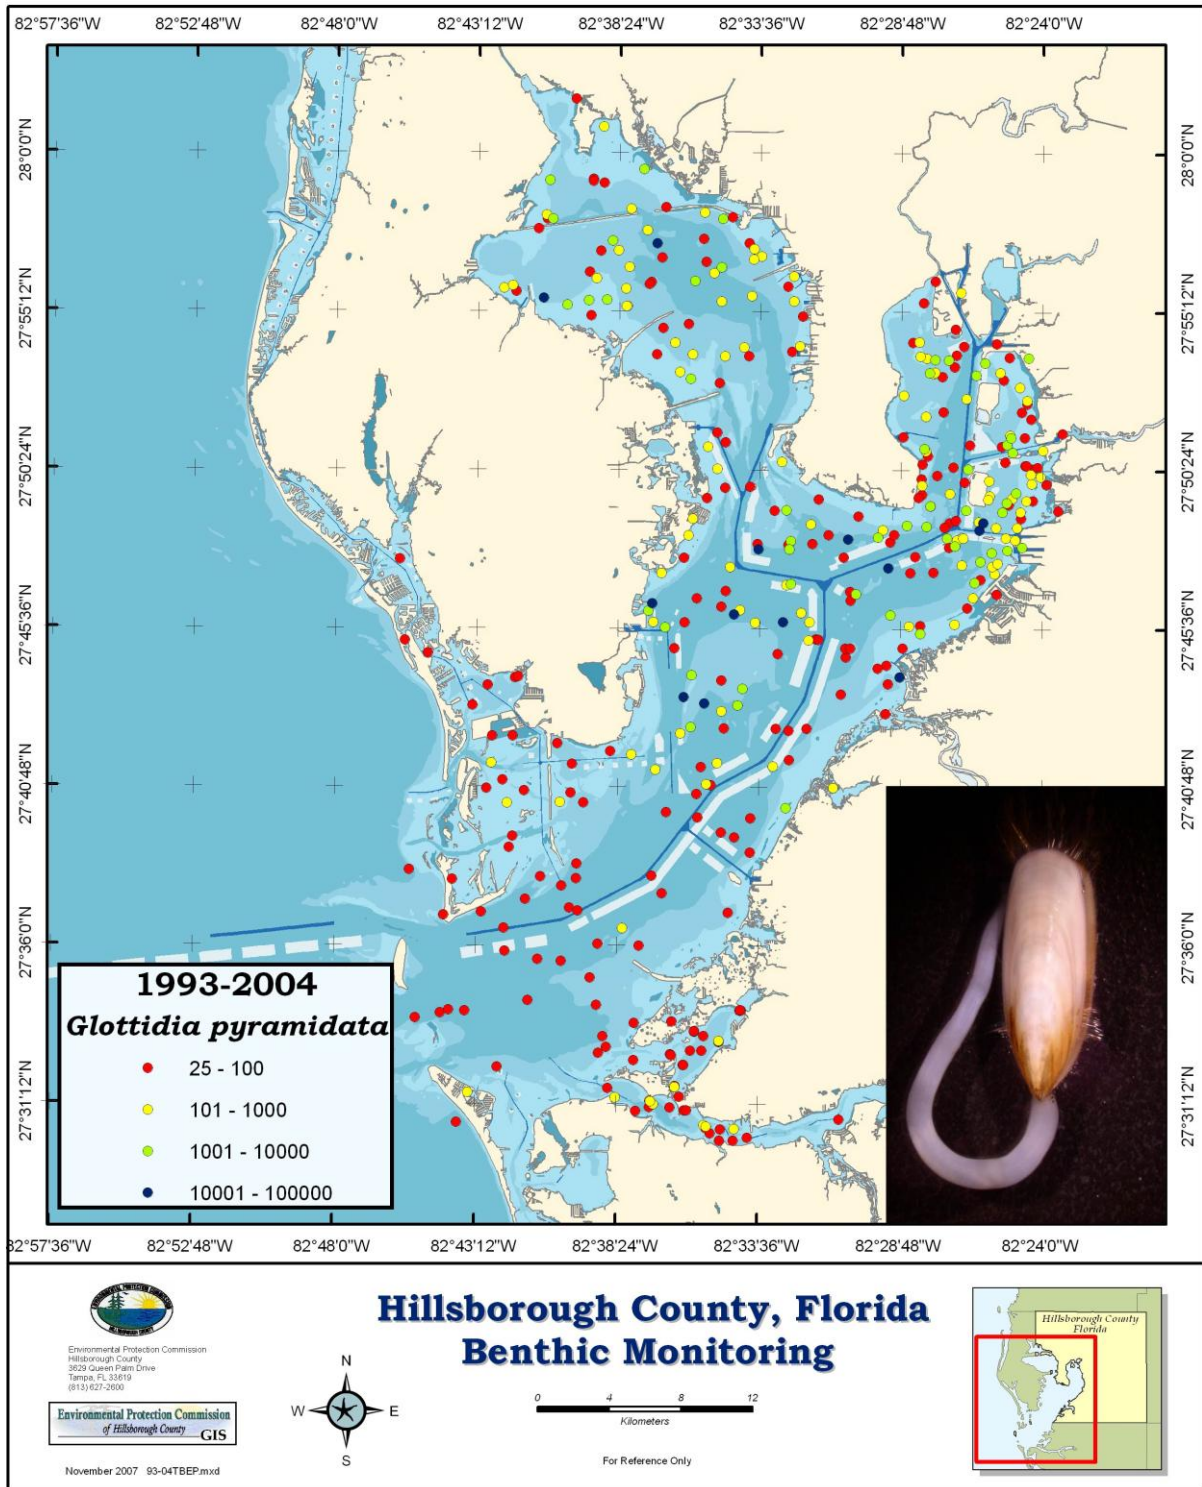 82°57'36"W 82°52'48"W 82°48'0"W 82°43'12"W 82°38'24"W 82°33'36"W 82°28'48"W 82°24'0"W
28°0'0"N 28°0'0"N
27°55'12"N 27°55'12"N
27°50'24"N 27°50'24"N
27°45'36"N 27°45'36"N
27°40'48"N 27°40'48"N
27°36'0"N 27°36'0"N
27°31'12"N 27°31'12"N
1993-2004
Glottidia pyramidata
25 - 100
101 - 1000
1001 - 10000
10001 - 100000
82°57'36"W 82°52'48"W 82°48'0"W 82°43'12"W 82°38'24"W 82°33'36"W 82°28'48"W 82°24'0"W
ENVIRONMENTAL PROTECTION COMMISSION
HILLSBOROUGH COUNTY
Environmental Protection Commission
Hillsborough County
3629 Queen Palm Drive
Tampa, FL 33619
(813) 627-2600
Environmental Protection Commission
of Hillsborough County GIS
November 2007 93-04TBEP.mxd
N
W E
S
Hillsborough County, Florida
Benthic Monitoring
0 4 8 12
Kilometers
For Reference Only
Hillsborough County
Florida